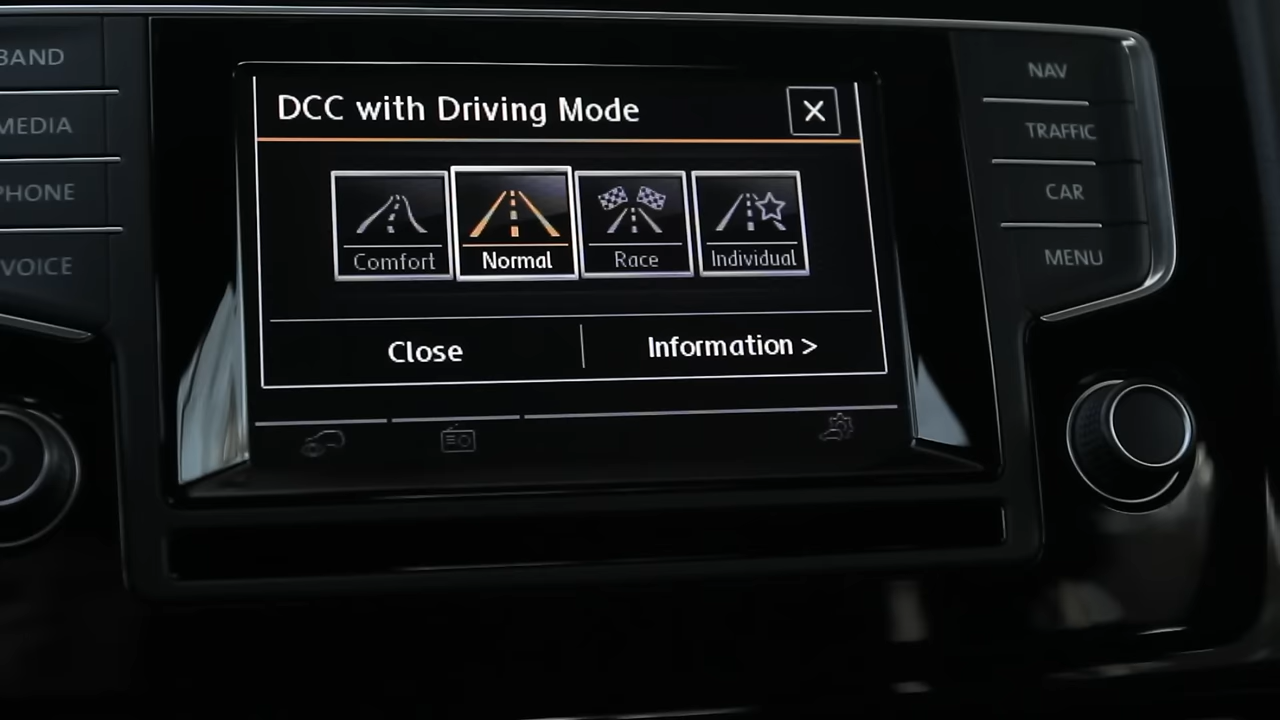 BAND
MEDIA
PHONE
VOICE
DCC with Driving Mode
X
Comfort
Normal
Race
Individual
Close
Information >
NAV
TRAFFIC
CAR
MENU